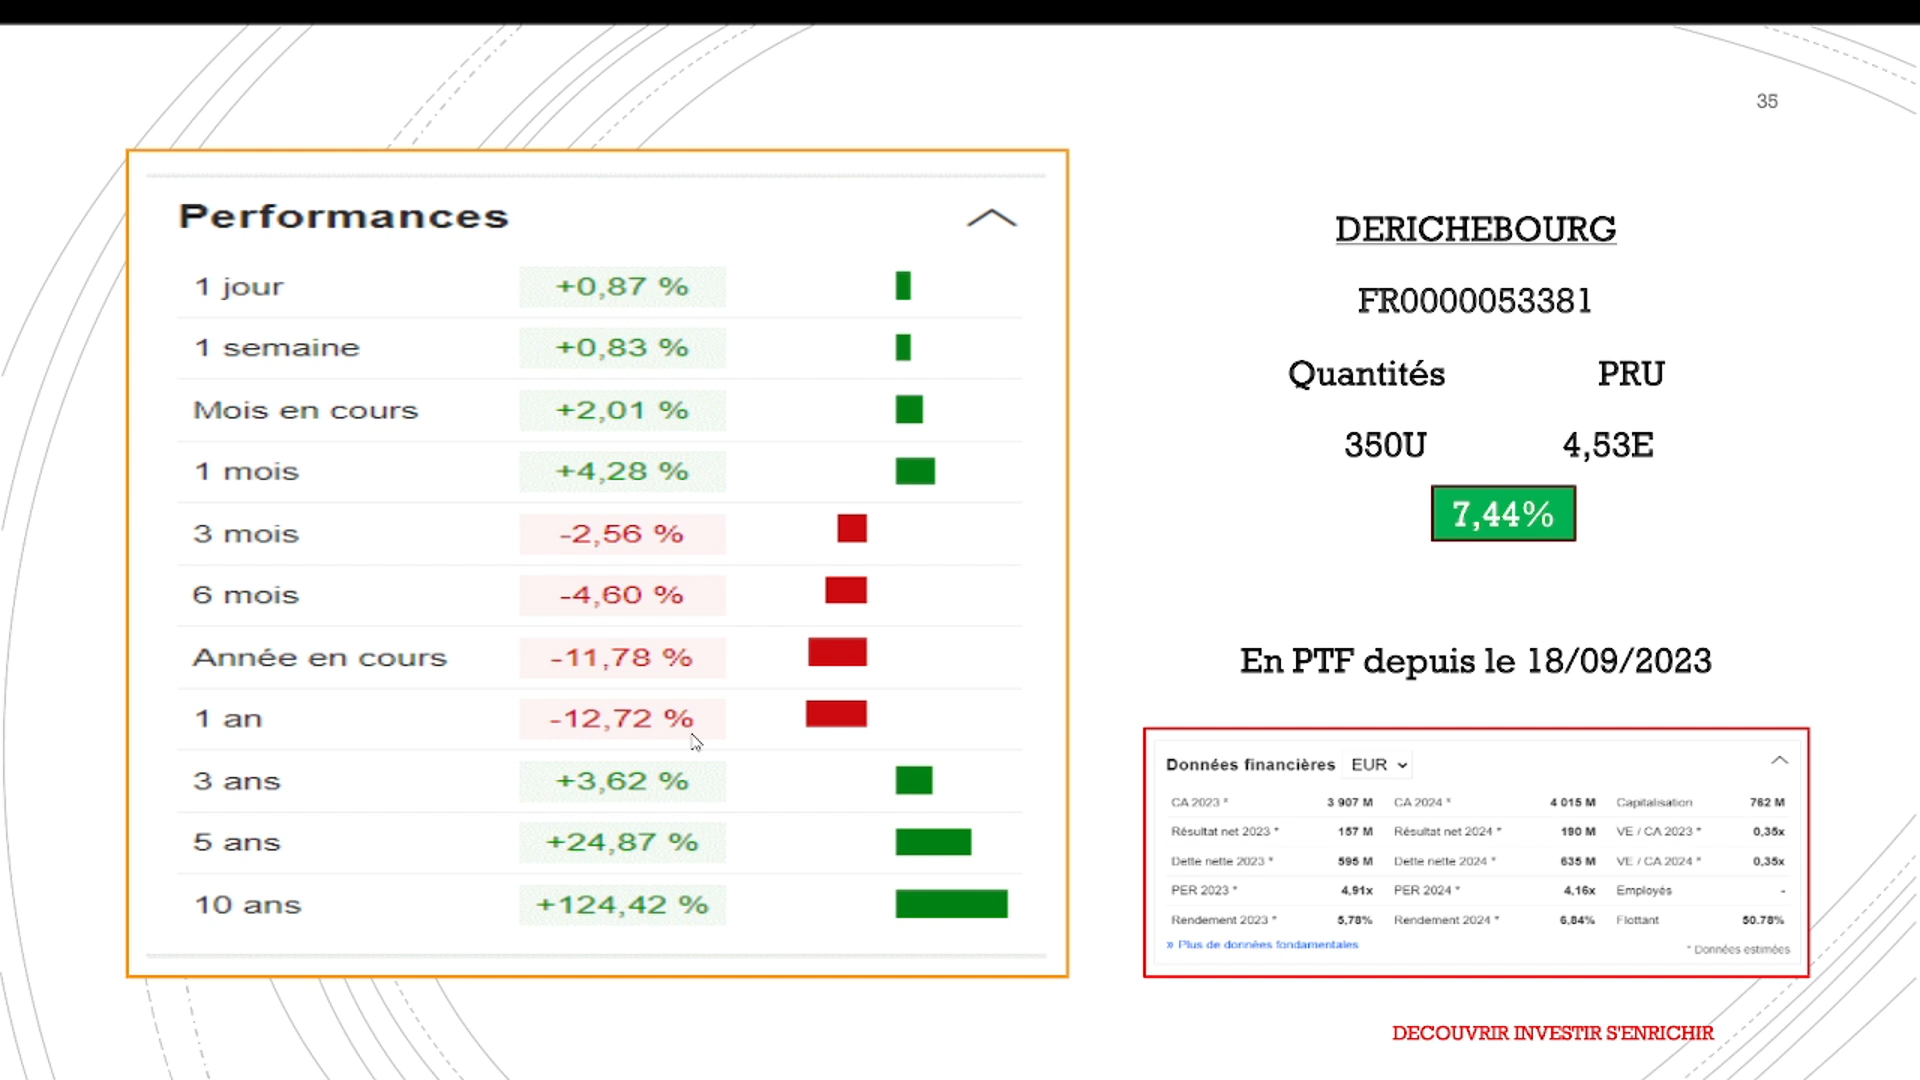 35
Performances
1 jour +0,87 %
1 semaine +0,83 %
Mois en cours +2,01 %
1 mois +4,28 %
3 mois -2,56 %
6 mois -4,60 %
Année en cours -11,78 %
1 an -12,72 %
3 ans +3,62 %
5 ans +24,87 %
10 ans +124,42 %
DERICHEBOURG
FR0000053381
Quantités PRU
350U 4,53E
7,44%
En PTF depuis le 18/09/2023
Données financières EUR
CA 2023 * 3 907 M CA 2024 * 4 015 M Capitalisation 762 M
Résultat net 2023 * 157 M Résultat net 2024 * 190 M VE / CA 2023 * 0,35x
Dette nette 2023 * 595 M Dette nette 2024 * 635 M VE / CA 2024 * 0,35x
PER 2023 * 4,91x PER 2024 * 4,16x Employés -
Rendement 2023 * 5,78% Rendement 2024 * 6,84% Flottant 50.78%
» Plus de données fondamentales
* Données estimées
DECOUVRIR INVESTIR S'ENRICHIR